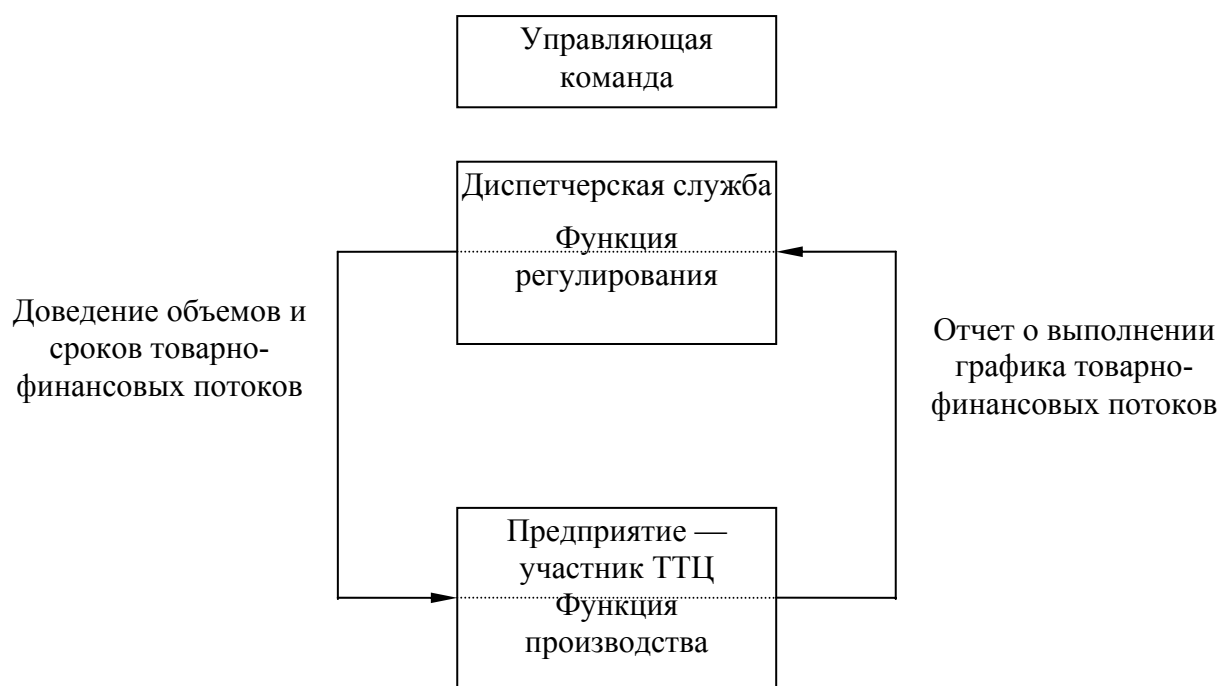 Управляющая
команда
Диспетчерская служба
Функция
регулирования
Доведение объемов и
сроков товарно-
финансовых потоков
Отчет о выполнении
графика товарно-
финансовых потоков
Предприятие —
участник ТТЦ
Функция
производства